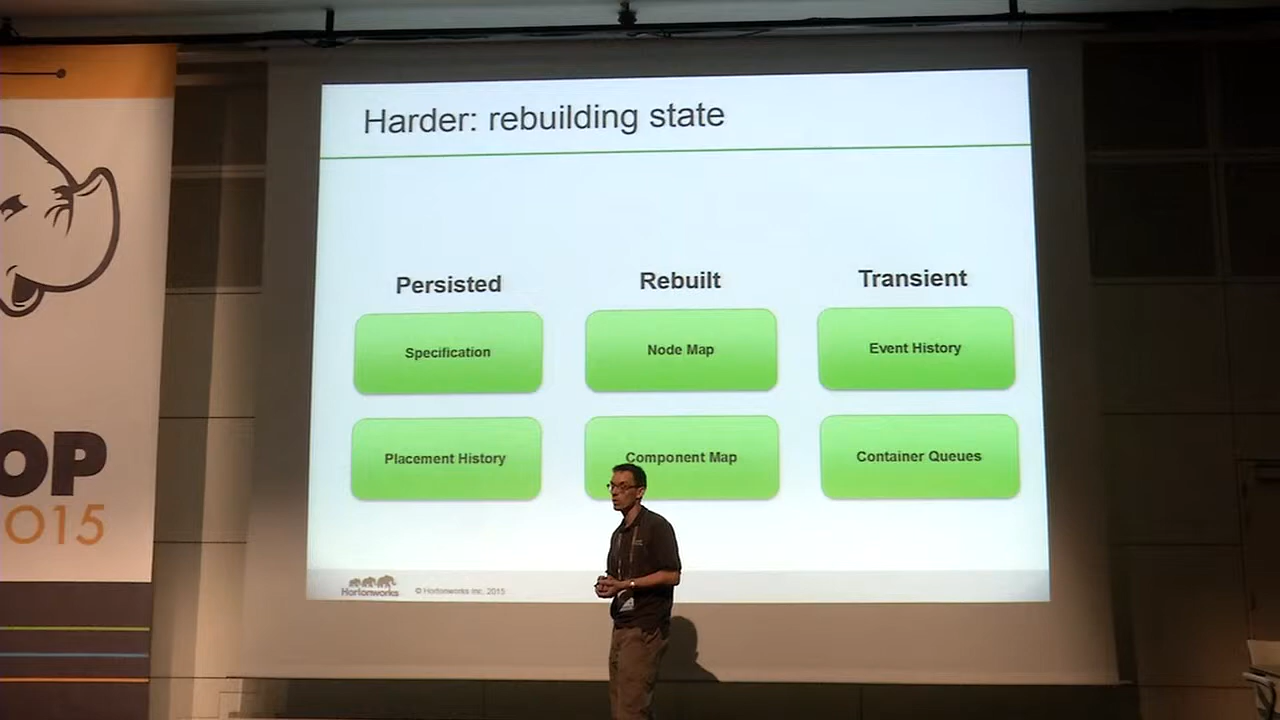 Harder: rebuilding state
Persisted Rebuilt Transient
Specification Node Map Event History
Placement History Component Map Container Queues
Hortonworks © Hortonworks Inc. 2015
OP
2015